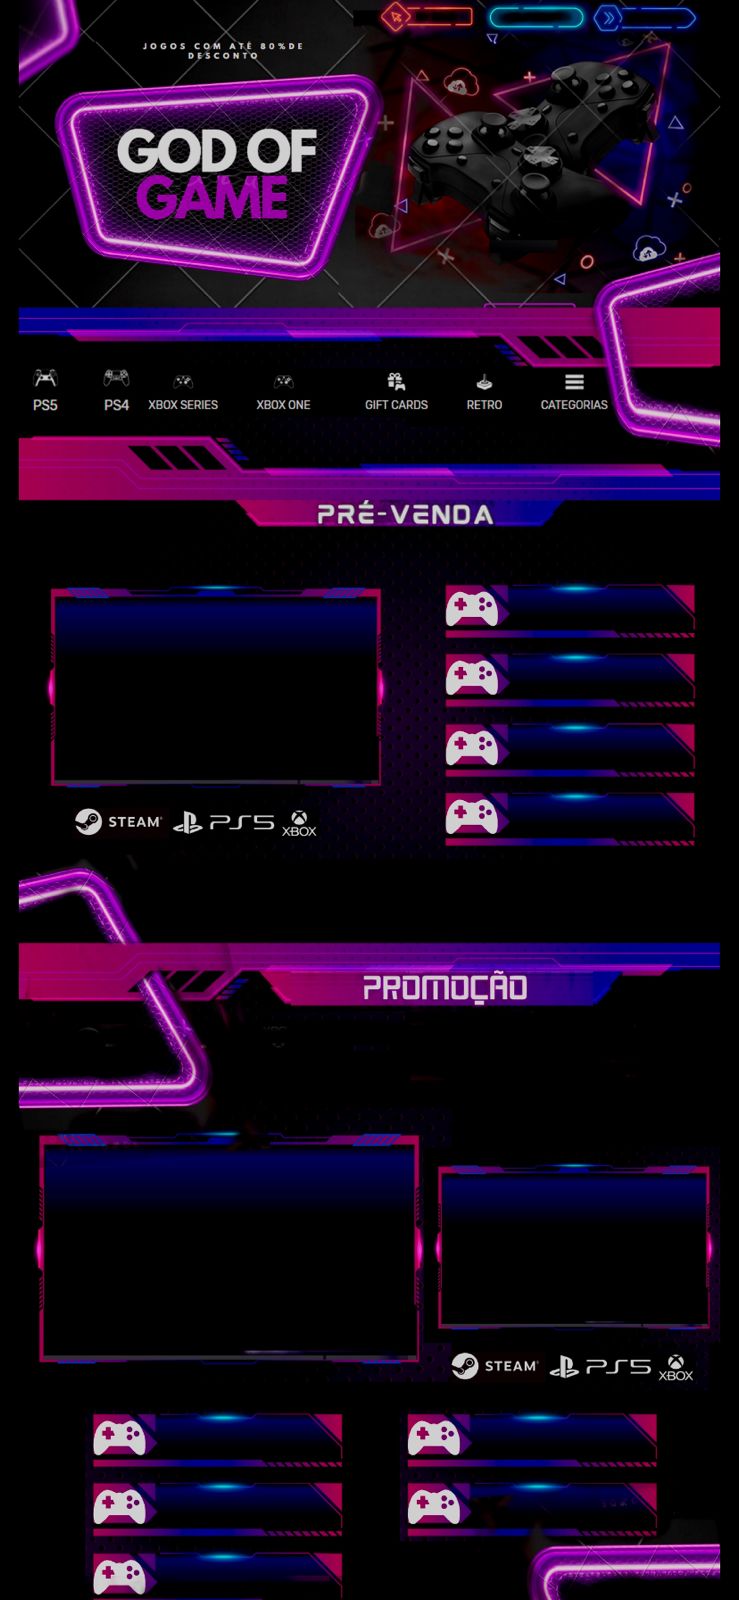 JOGOS COM ATÉ 80%DE
DESCONTO
GOD OF
GAME
PS5
PS4
XBOX SERIES
XBOX ONE
GIFT CARDS
RETRO
CATEGORIAS
PRÉ-VENDA
STEAM
PS5
XBOX
PROMOÇÃO
STEAM
PS5
XBOX